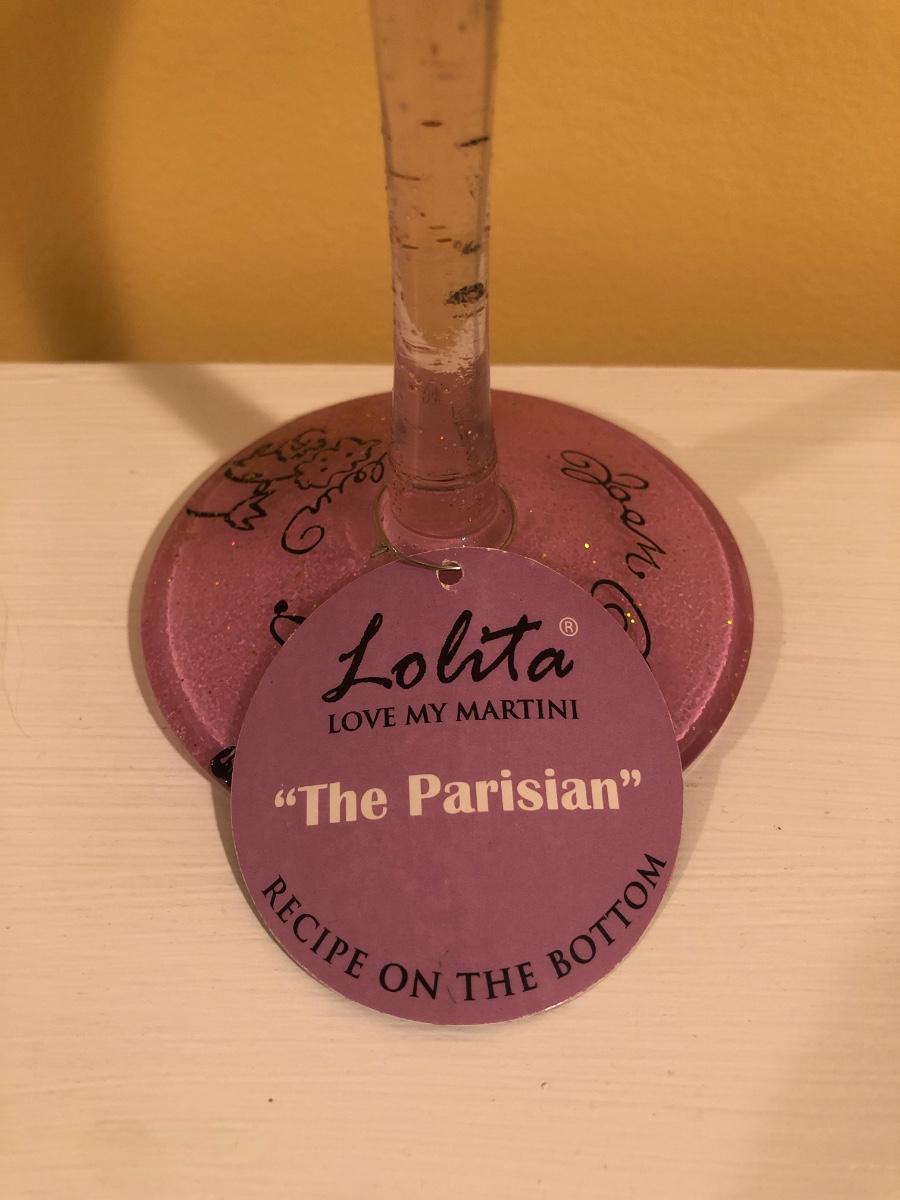 Lolita®
LOVE MY MARTINI
“The Parisian”
RECIPE ON THE BOTTOM